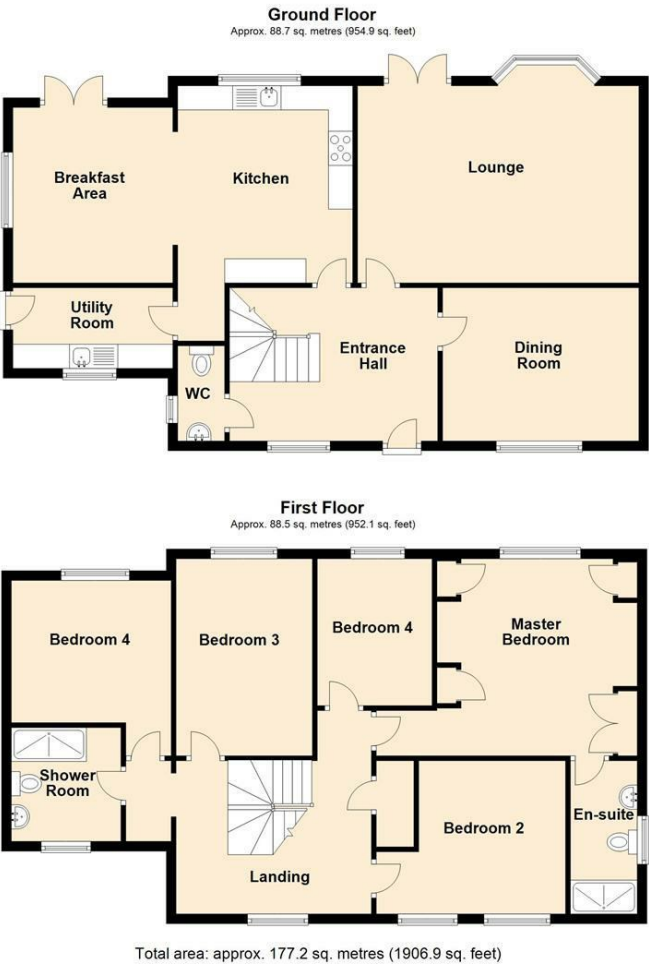 Ground Floor
Approx. 88.7 sq. metres (954.9 sq. feet)
Breakfast
Area
Kitchen
Lounge
Utility
Room
WC
Entrance
Hall
Dining
Room
First Floor
Approx. 88.5 sq. metres (952.1 sq. feet)
Bedroom 4
Bedroom 3
Bedroom 4
Master
Bedroom
Shower
Room
Landing
Bedroom 2
En-suite
Total area: approx. 177.2 sq. metres (1906.9 sq. feet)